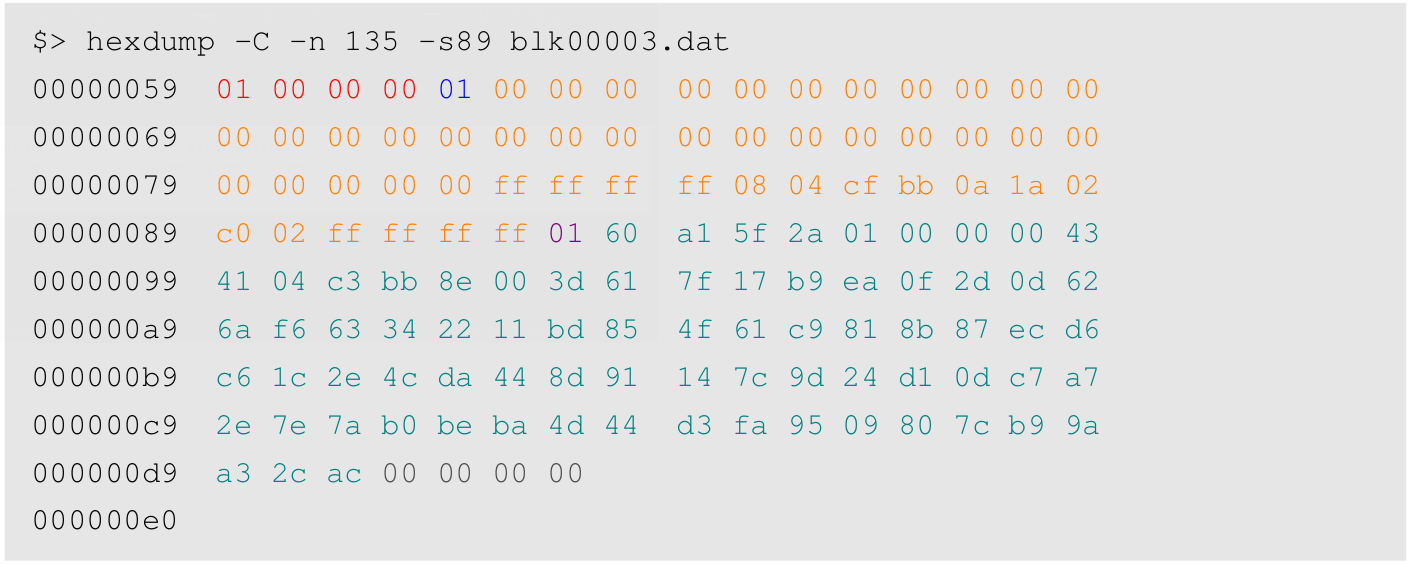 $> hexdump -C -n 135 -s89 blk00003.dat
00000059 01 00 00 00 01 00 00 00 00 00 00 00 00 00 00 00
00000069 00 00 00 00 00 00 00 00 00 00 00 00 00 00 00 00
00000079 00 00 00 00 00 ff ff ff ff 08 04 cf bb 0a 1a 02
00000089 c0 02 ff ff ff ff 01 60 a1 5f 2a 01 00 00 00 43
00000099 41 04 c3 bb 8e 00 3d 61 7f 17 b9 ea 0f 2d 0d 62
000000a9 6a f6 63 34 22 11 bd 85 4f 61 c9 81 8b 87 ec d6
000000b9 c6 1c 2e 4c da 44 8d 91 14 7c 9d 24 d1 0d c7 a7
000000c9 2e 7e 7a b0 be ba 4d 44 d3 fa 95 09 80 7c b9 9a
000000d9 a3 2c ac 00 00 00 00
000000e0